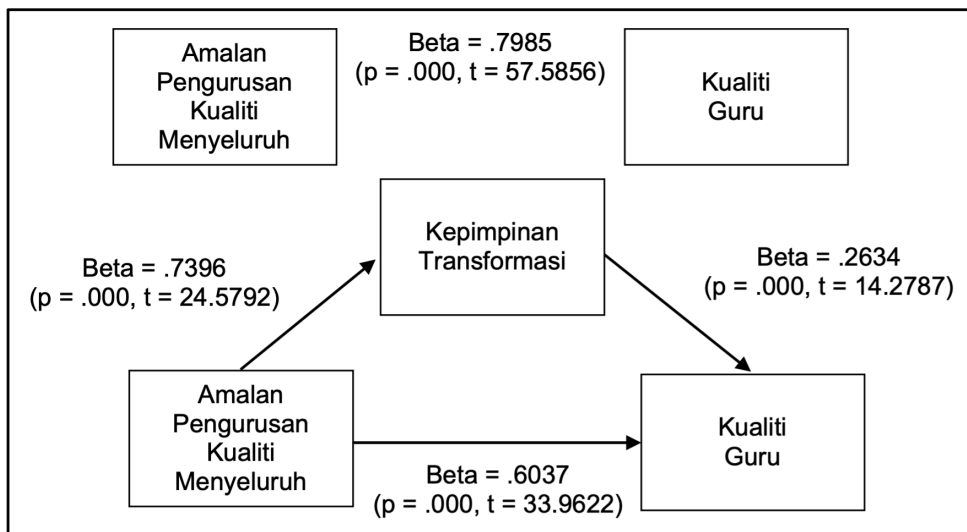 Amalan
Pengurusan
Kualiti
Menyeluruh
Beta = .7985
(p = .000, t = 57.5856)
Kualiti
Guru
Kepimpinan
Transformasi
Beta = .7396
(p = .000, t = 24.5792)
Beta = .2634
(p = .000, t = 14.2787)
Amalan
Pengurusan
Kualiti
Menyeluruh
Beta = .6037
(p = .000, t = 33.9622)
Kualiti
Guru